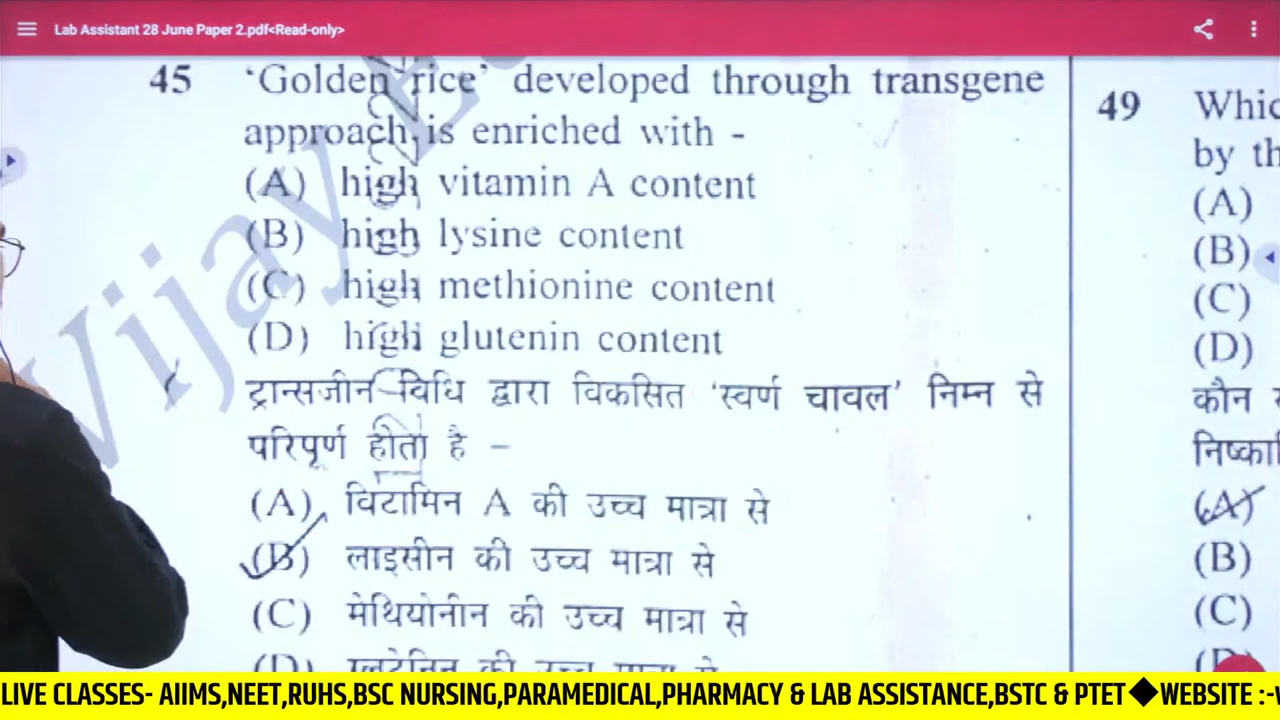 Lab Assistant 28 June Paper 2.pdf<Read-only>
45 'Golden rice' developed through transgene
approach is enriched with -
(A) high vitamin A content
(B) high lysine content
(C) high methionine content
(D) high glutenin content
ट्रान्सजीन विधि द्वारा विकसित 'स्वर्ण चावल' निम्न से
परिपूर्ण होता है -
(A) विटामिन A की उच्च मात्रा से
(B) लाइसीन की उच्च मात्रा से
(C) मेथियोनीन की उच्च मात्रा से
(D) ग्लूटेनिन की उच्च मात्रा से
49
by
(A)
(B)
(C)
(D)
कौन
(A)
(B)
(C)
Vijay
LIVE CLASSES- AIIMS,NEET,RUHS,BSC NURSING,PARAMEDICAL,PHARMACY & LAB ASSISTANCE,BSTC & PTET◆WEBSITE :-